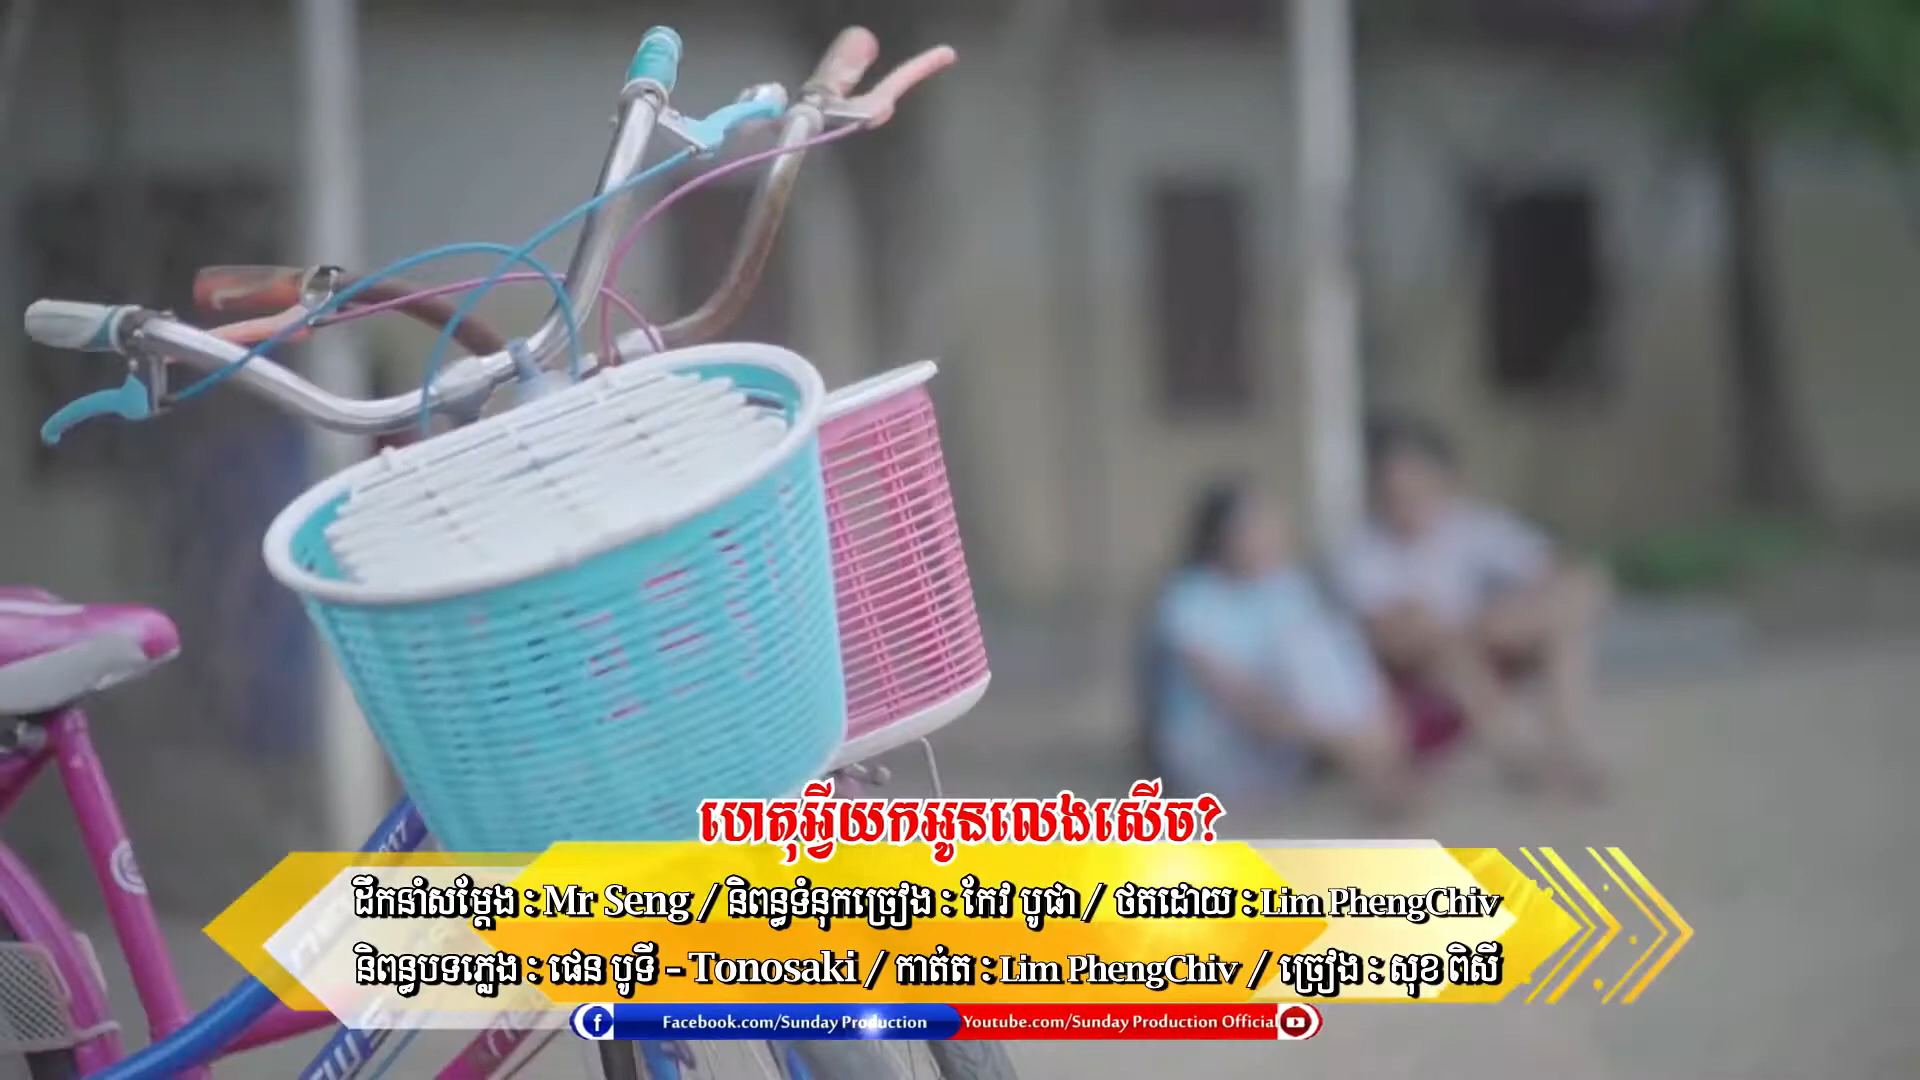 ហេតុអ្វីយកអូនលេងសើច?
ដឹកនាំសម្តែង : Mr Seng / និពន្ធទំនុកច្រៀង : កែវ បូផា / ថតដោយ : Lim PhengChiv
និពន្ធបទភ្លេង : ផេន បូទី - Tonosaki / កាត់ត : Lim PhengChiv / ច្រៀង : សុខ ពិសី
Facebook.com/Sunday Production Youtube.com/Sunday Production Official